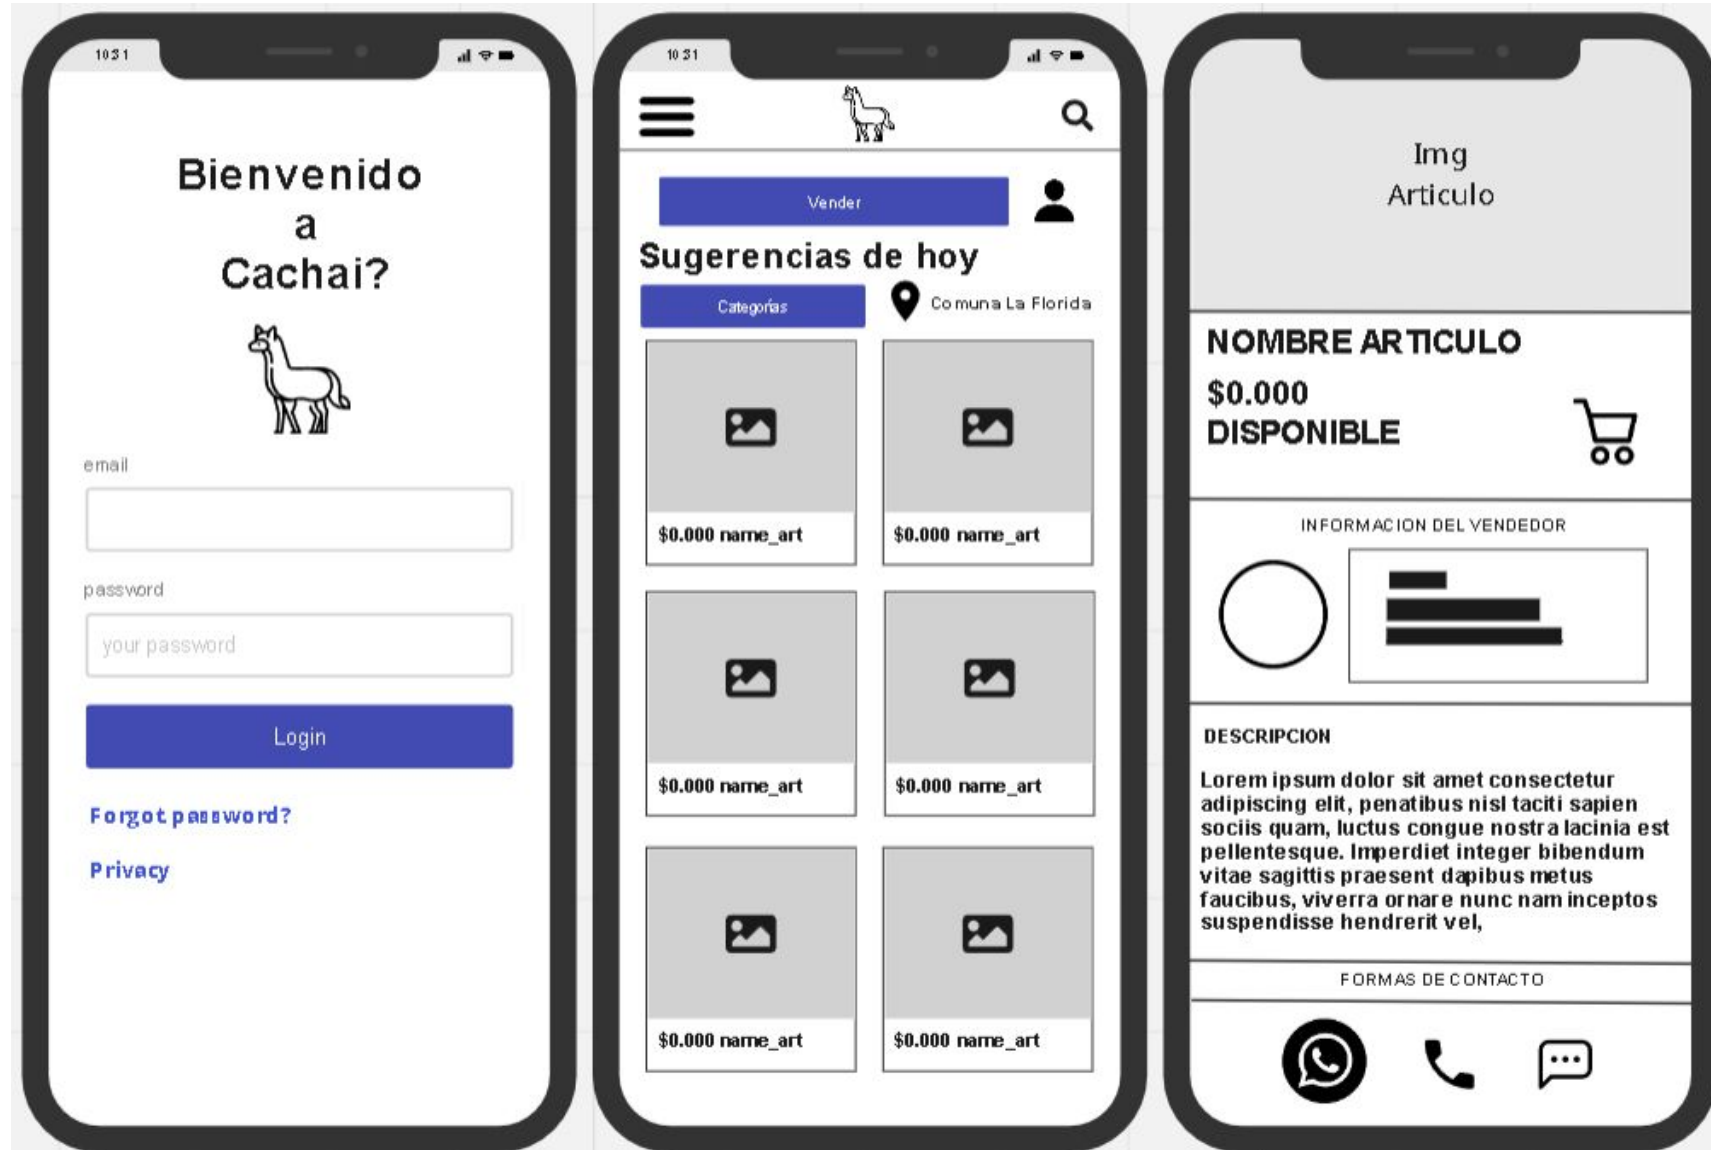 10:31
Bienvenido
a
Cachai?
email
password
your password
Login
Forgot password?
Privacy
10:31
Vender
Sugerencias de hoy
Categorías
Comuna La Florida
$0.000 name_art
$0.000 name_art
$0.000 name_art
$0.000 name_art
$0.000 name_art
$0.000 name_art
Img
Articulo
NOMBRE ARTICULO
$0.000
DISPONIBLE
INFORMACION DEL VENDEDOR
DESCRIPCION
Lorem ipsum dolor sit amet consectetur
adipiscing elit, penatibus nisl taciti sapien
sociis quam, luctus congue nostra lacinia est
pellentesque. Imperdiet integer bibendum
vitae sagittis praesent dapibus metus
faucibus, viverra ornare nunc nam inceptos
suspendisse hendrerit vel,
FORMAS DE CONTACTO